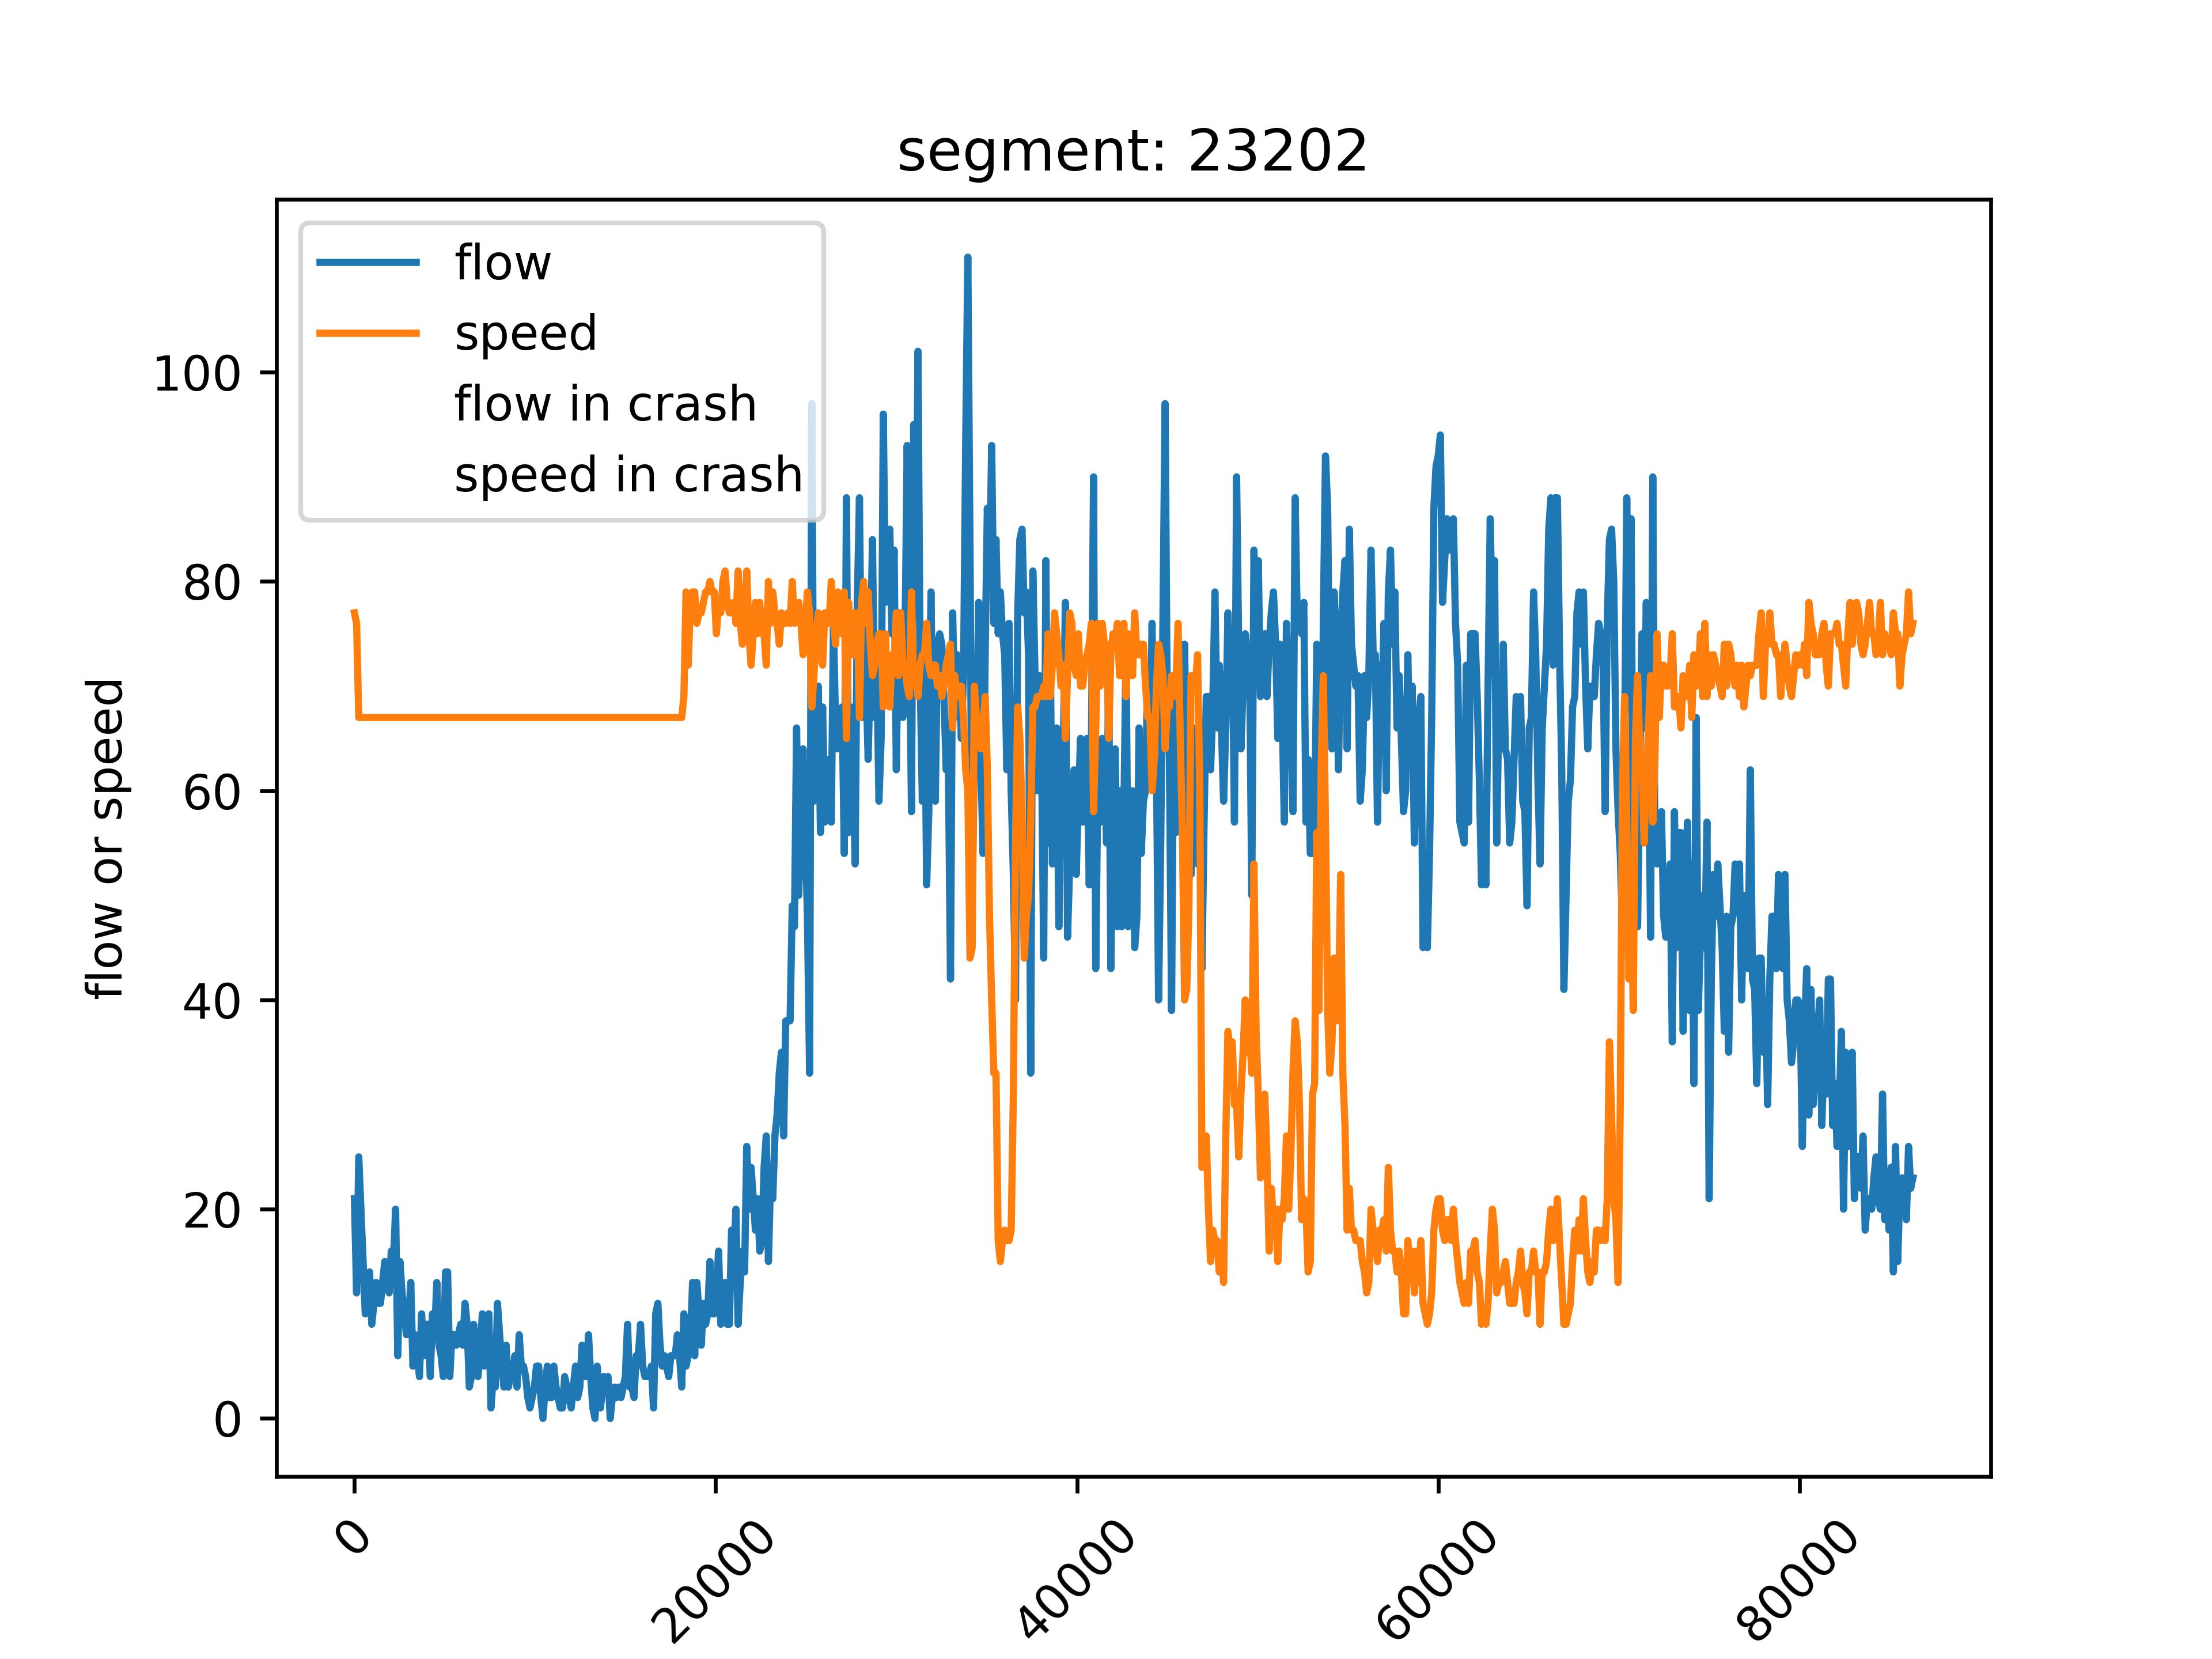 segment: 23202
flow
speed
flow in crash
speed in crash
flow or speed
100
80
60
40
20
0
0
20000
40000
60000
80000